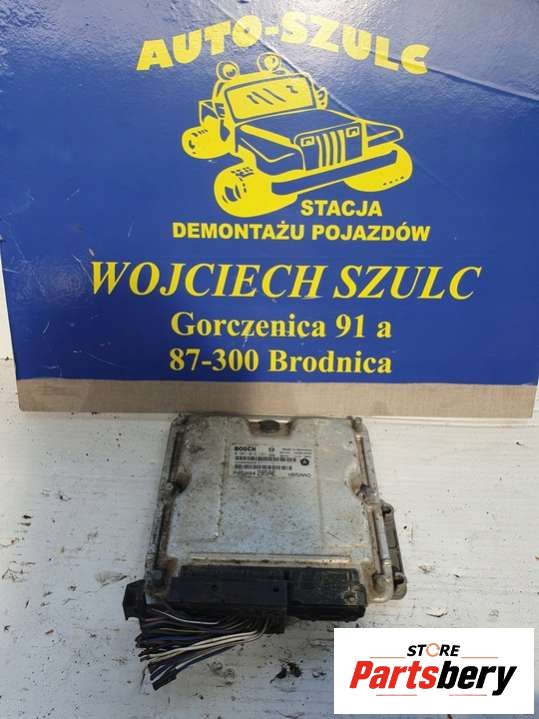 AUTO-SZULC
STACJA
DEMONTAŻU POJAZDÓW
WOJCIECH SZULC
Gorczenica 91 a
87-300 Brodnica
BOSCH
STORE
Partsbery